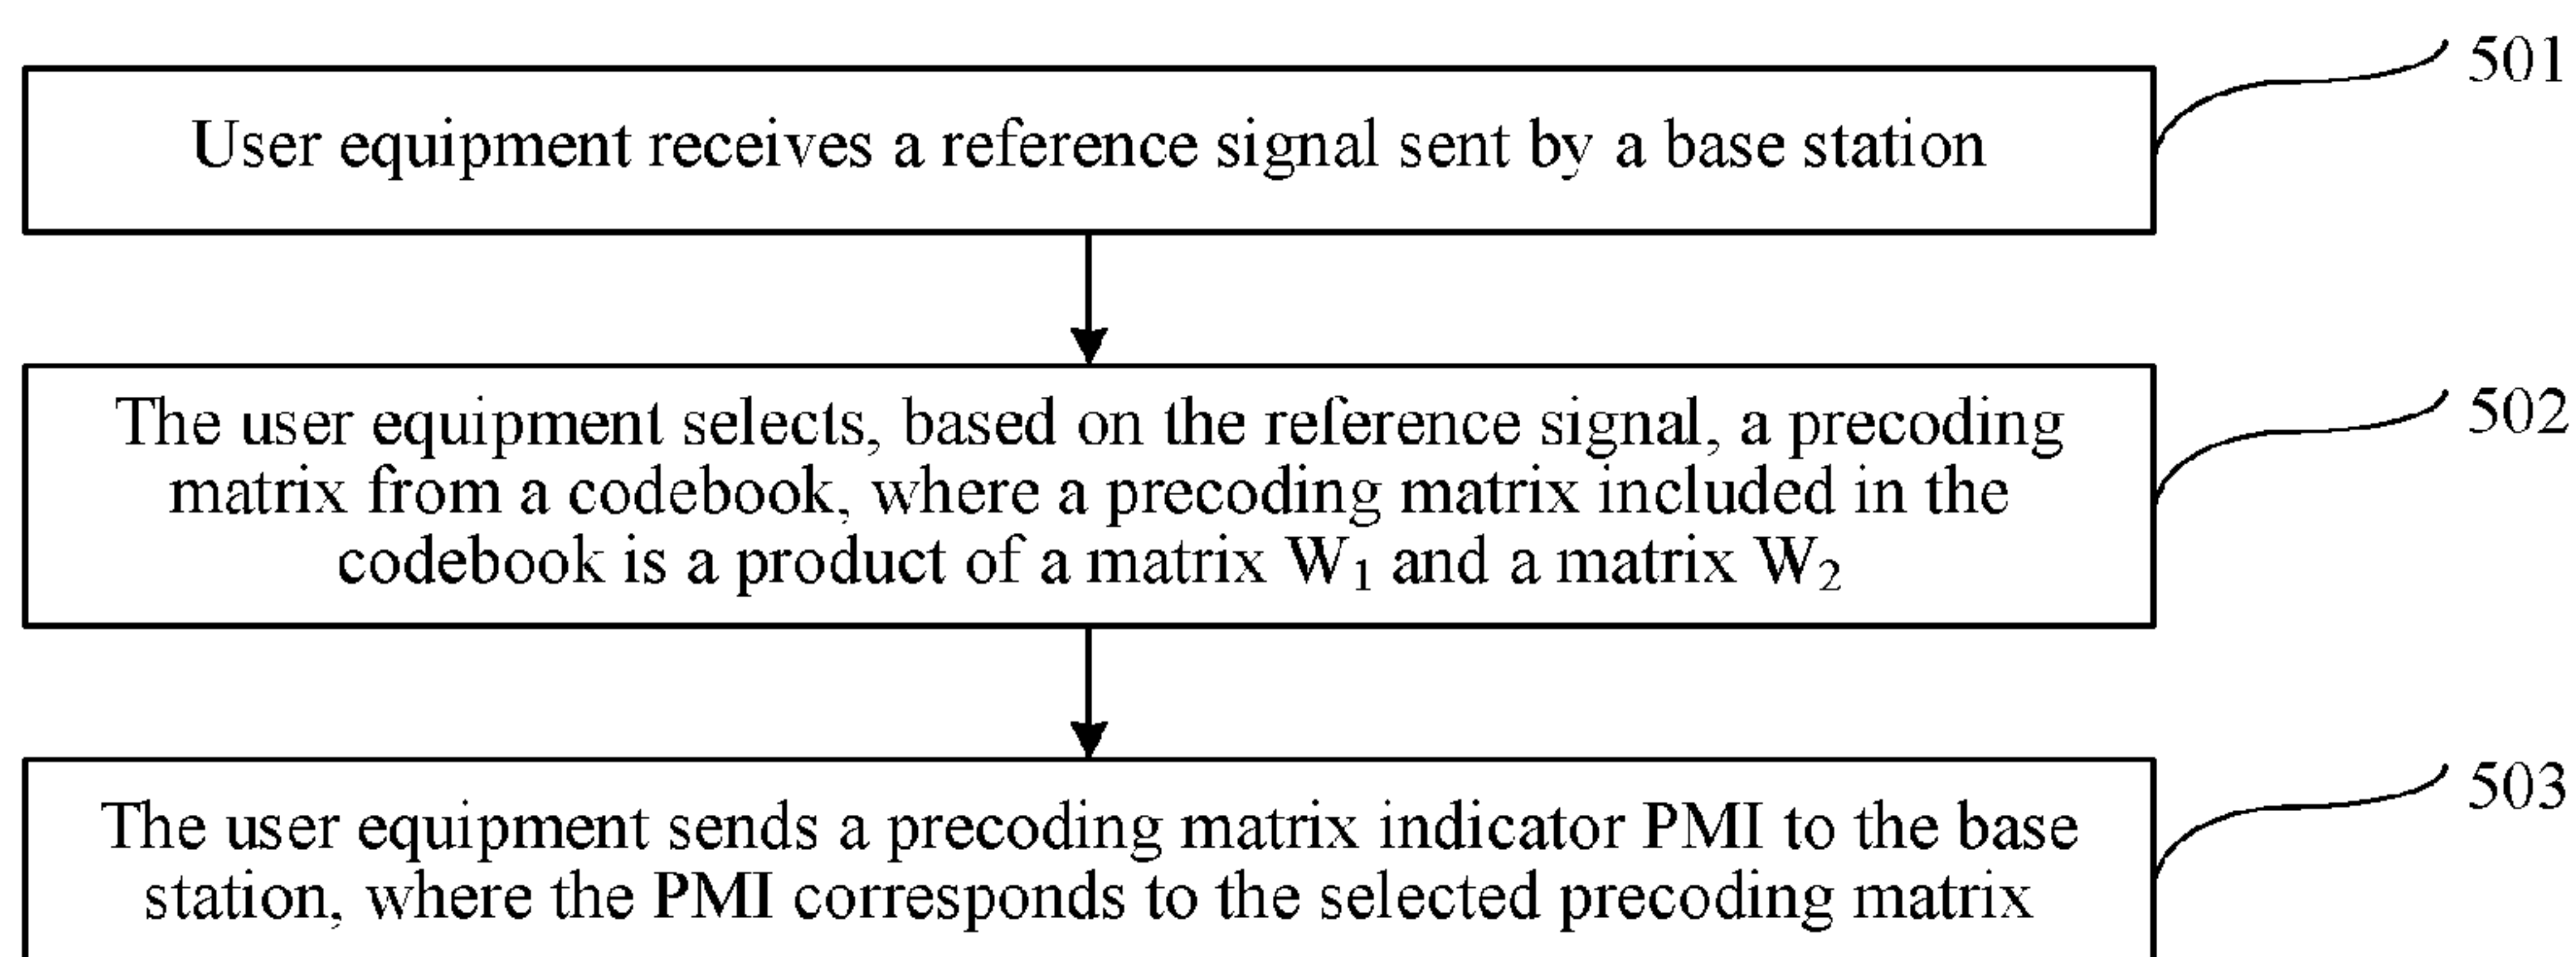 501
User equipment receives a reference signal sent by a base station
502
The user equipment selects, based on the reference signal, a precoding
matrix from a codebook, where a precoding matrix included in the
codebook is a product of a matrix W₁ and a matrix W₂
503
The user equipment sends a precoding matrix indicator PMI to the base
station, where the PMI corresponds to the selected precoding matrix